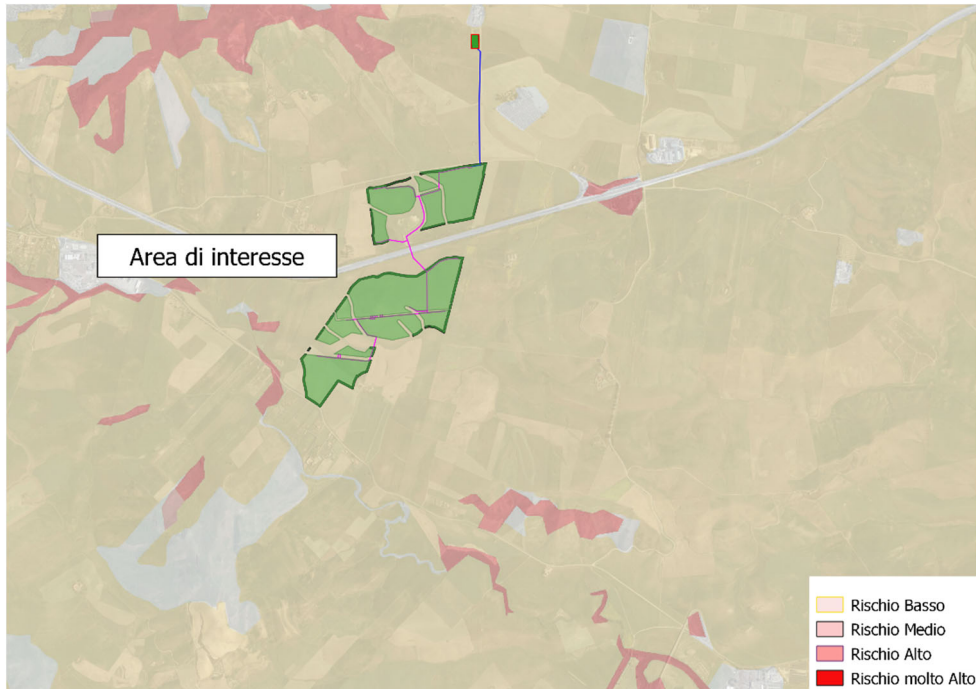 Area di interesse
Rischio Basso
Rischio Medio
Rischio Alto
Rischio molto Alto